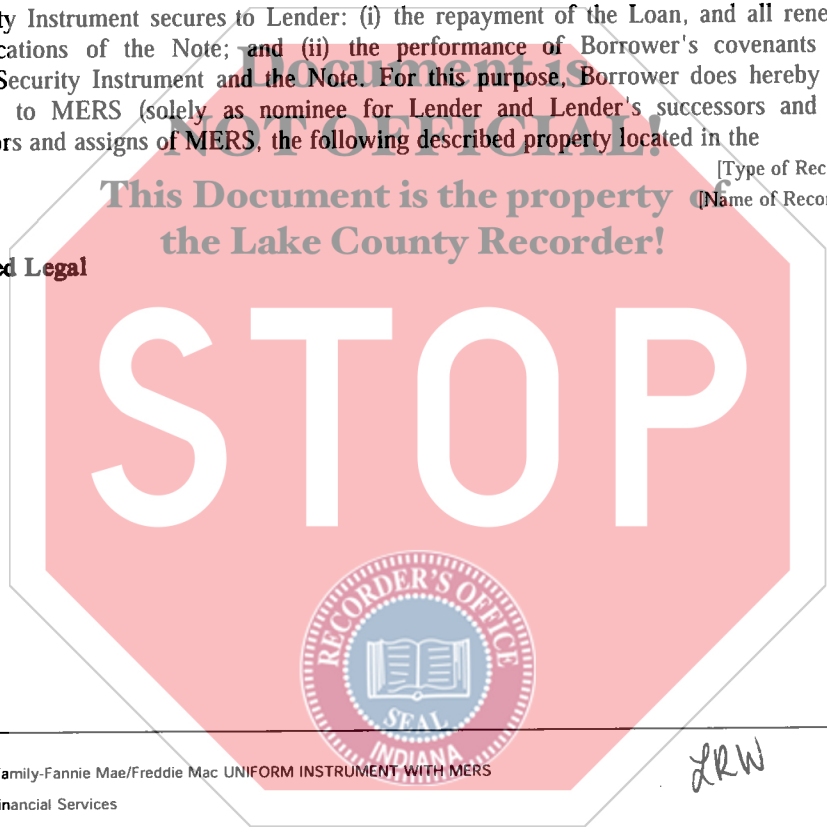 ty Instrument secures to Lender: (i) the repayment of the Loan, and all rene
cations of the Note; and (ii) the performance of Borrower's covenants
Document is
Security Instrument and the Note. For this purpose, Borrower does hereby
to MERS (solely as nominee for Lender and Lender's successors and
NOT OFFICIAL!
rs and assigns of MERS, the following described property located in the
[Type of Rec
This Document is the property of
[Name of Recor
the Lake County Recorder!
ed Legal
STOP
RECORDER'S OFFICE
SEAL
INDIANA
amily-Fannie Mae/Freddie Mac UNIFORM INSTRUMENT WITH MERS
LRW
inancial Services